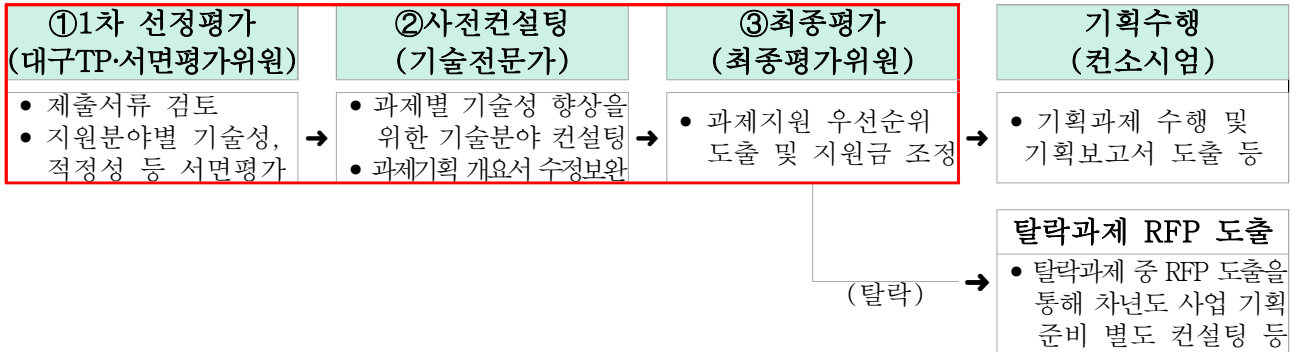 ①1차 선정평가
(대구TP·서면평가위원)
• 제출서류 검토
• 지원분야별 기술성,
적정성 등 서면평가
➔
②사전컨설팅
(기술전문가)
• 과제별 기술성 향상을
위한 기술분야 컨설팅
• 과제기획 개요서 수정보완
➔
③최종평가
(최종평가위원)
• 과제지원 우선순위
도출 및 지원금 조정
➔
기획수행
(컨소시엄)
• 기획과제 수행 및
기획보고서 도출 등
(탈락)
➔
탈락과제 RFP 도출
• 탈락과제 중 RFP 도출을
통해 차년도 사업 기획
준비 별도 컨설팅 등